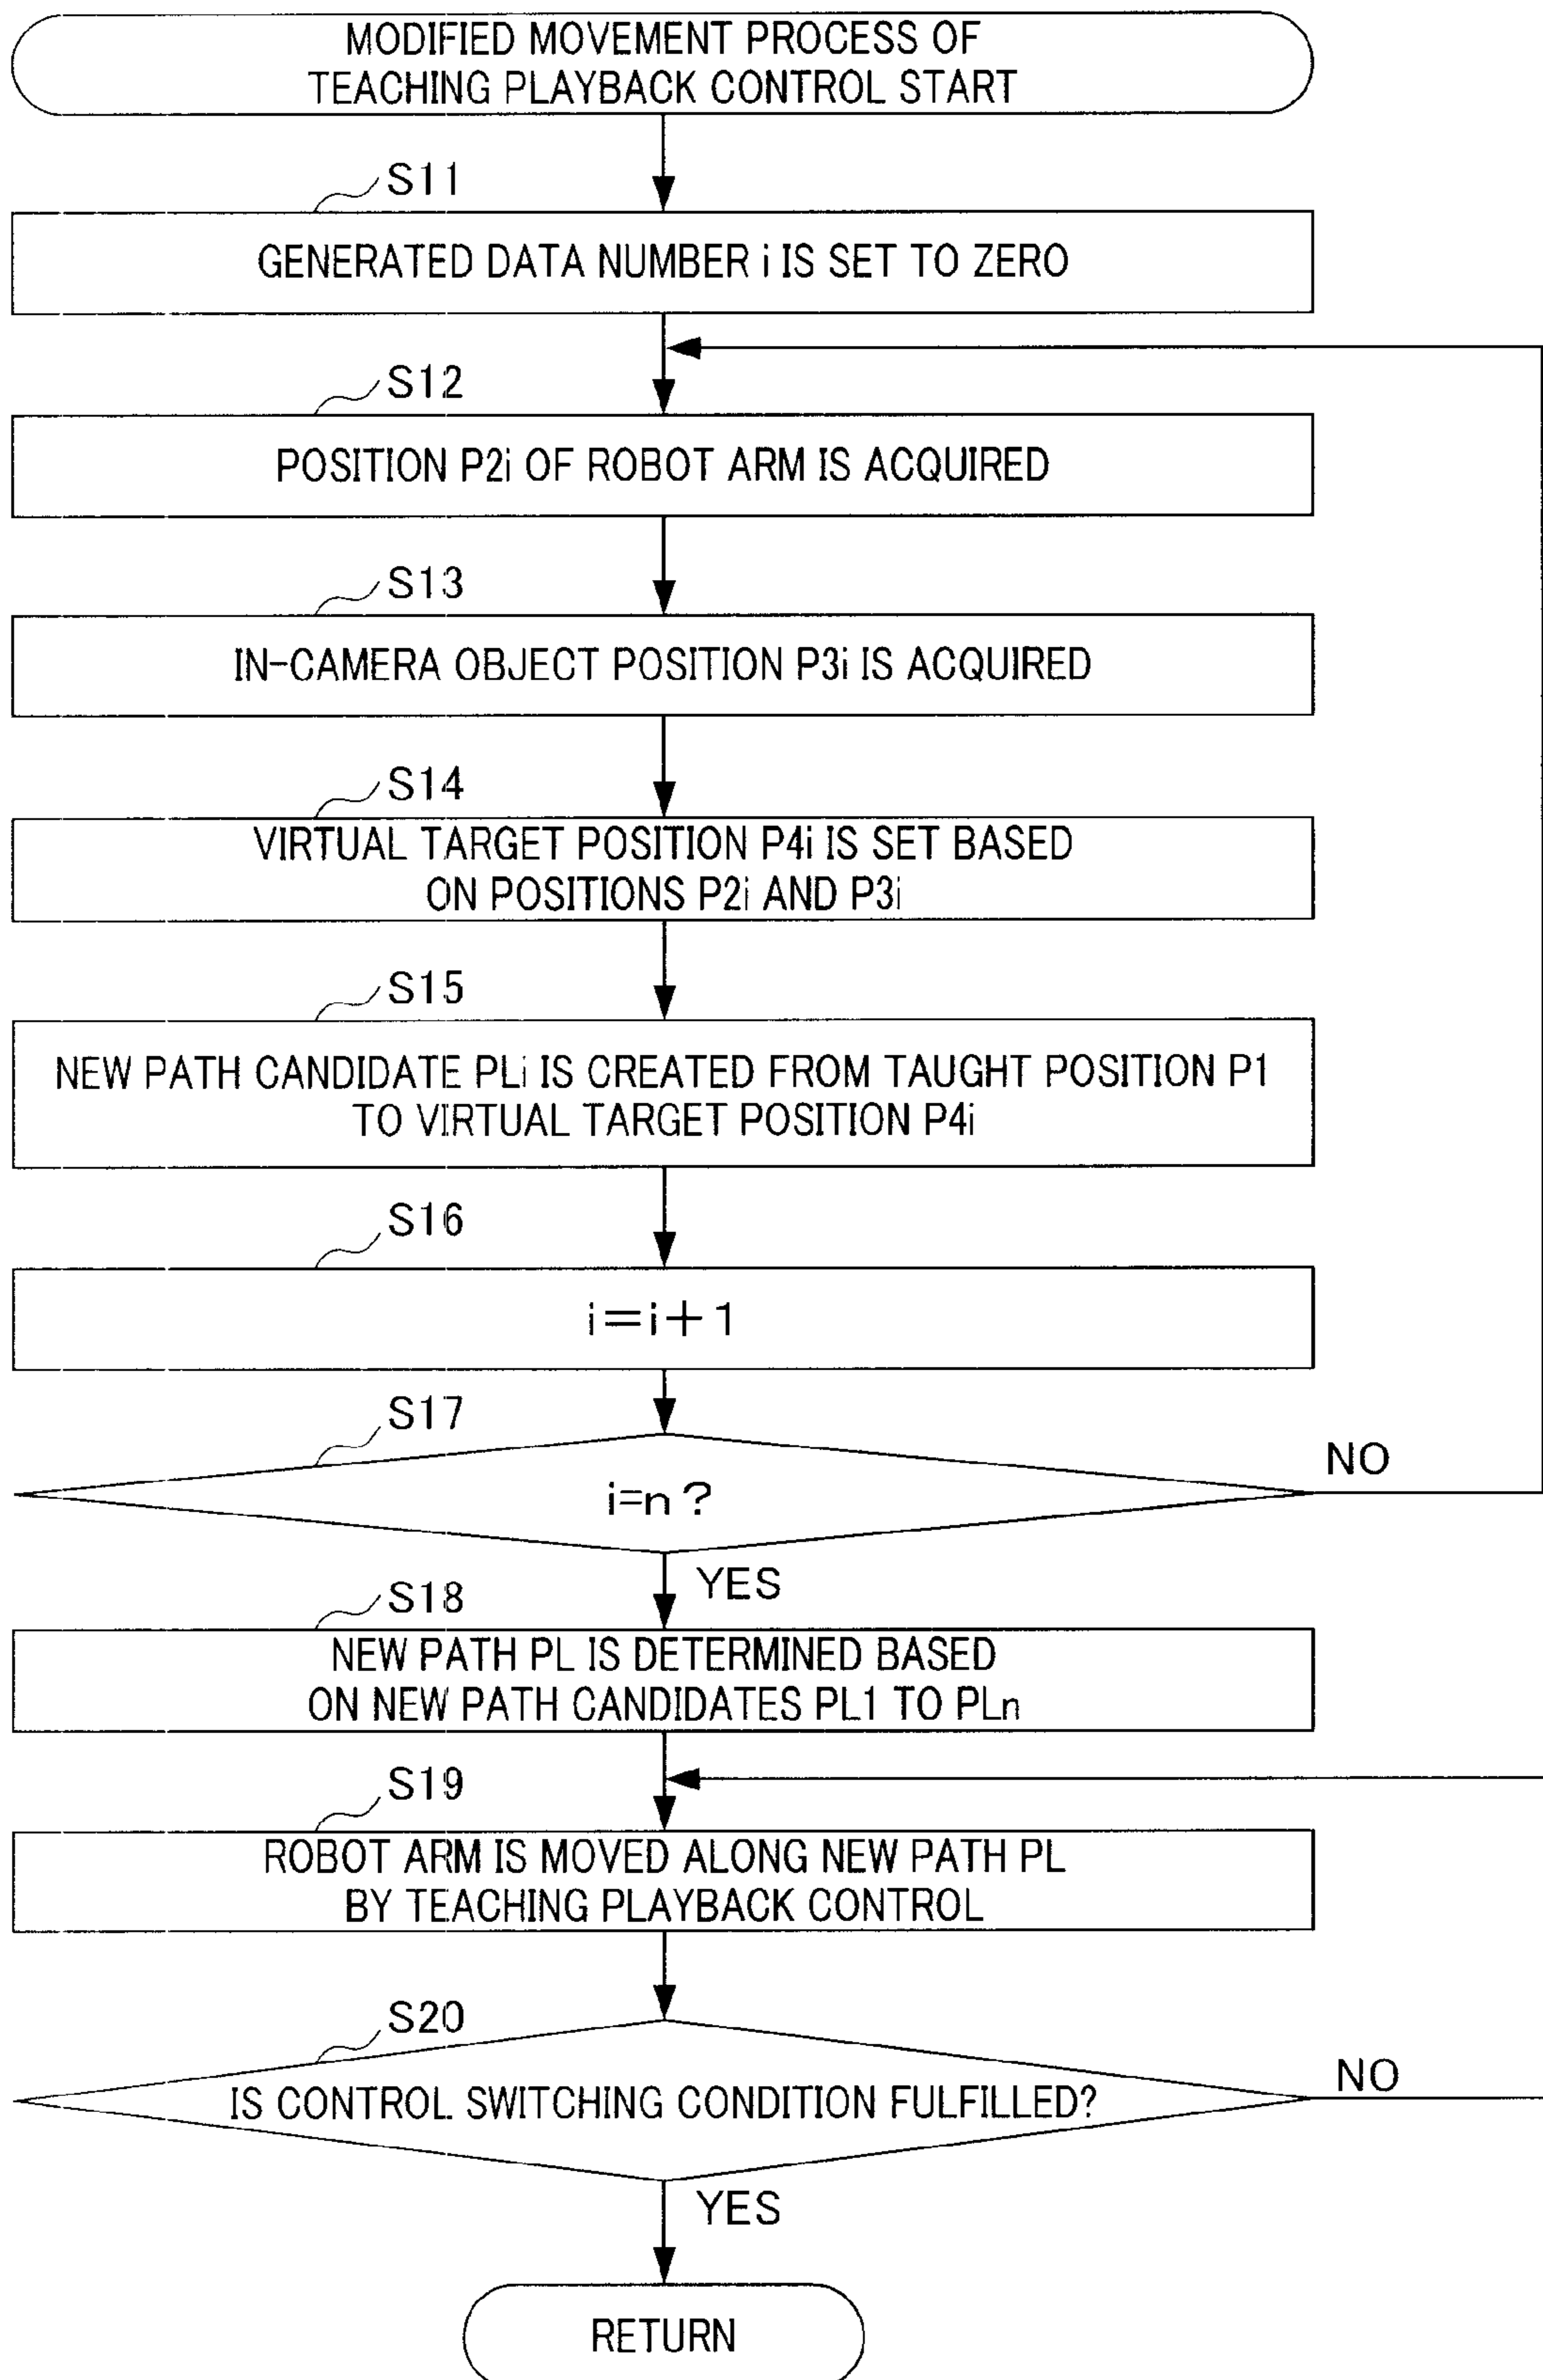 MODIFIED MOVEMENT PROCESS OF
TEACHING PLAYBACK CONTROL START
S11
GENERATED DATA NUMBER i IS SET TO ZERO
S12
POSITION P2i OF ROBOT ARM IS ACQUIRED
S13
IN-CAMERA OBJECT POSITION P3i IS ACQUIRED
S14
VIRTUAL TARGET POSITION P4i IS SET BASED
ON POSITIONS P2i AND P3i
S15
NEW PATH CANDIDATE PLi IS CREATED FROM TAUGHT POSITION P1
TO VIRTUAL TARGET POSITION P4i
S16
i=i+1
S17
i=n?
NO
YES
S18
NEW PATH PL IS DETERMINED BASED
ON NEW PATH CANDIDATES PL1 TO PLn
S19
ROBOT ARM IS MOVED ALONG NEW PATH PL
BY TEACHING PLAYBACK CONTROL
S20
IS CONTROL SWITCHING CONDITION FULFILLED?
NO
YES
RETURN